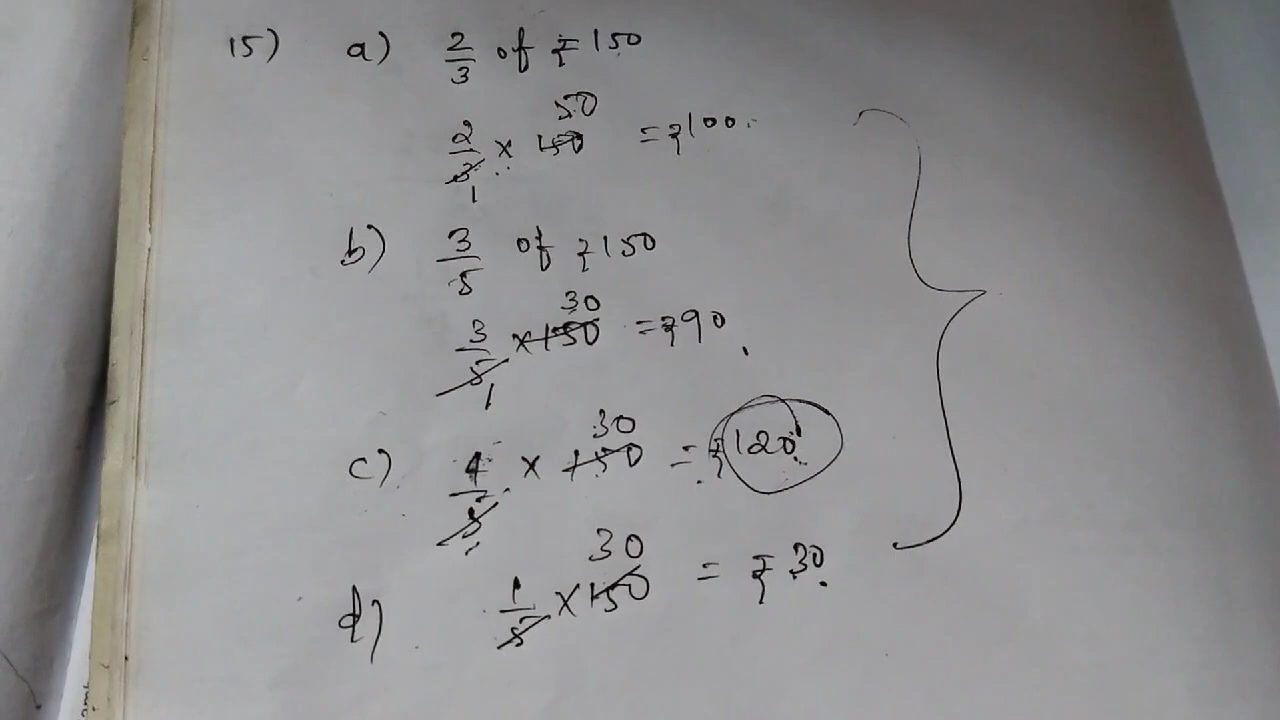 15) a) 2/3 of ₹150
50
2/3 × 150 = ₹100.
1
b) 3/5 of ₹150
30
3/5 × 150 = ₹90.
1
30
c) 4/5 × 150 = ₹120.
30
d) 1/5 × 150 = ₹30.